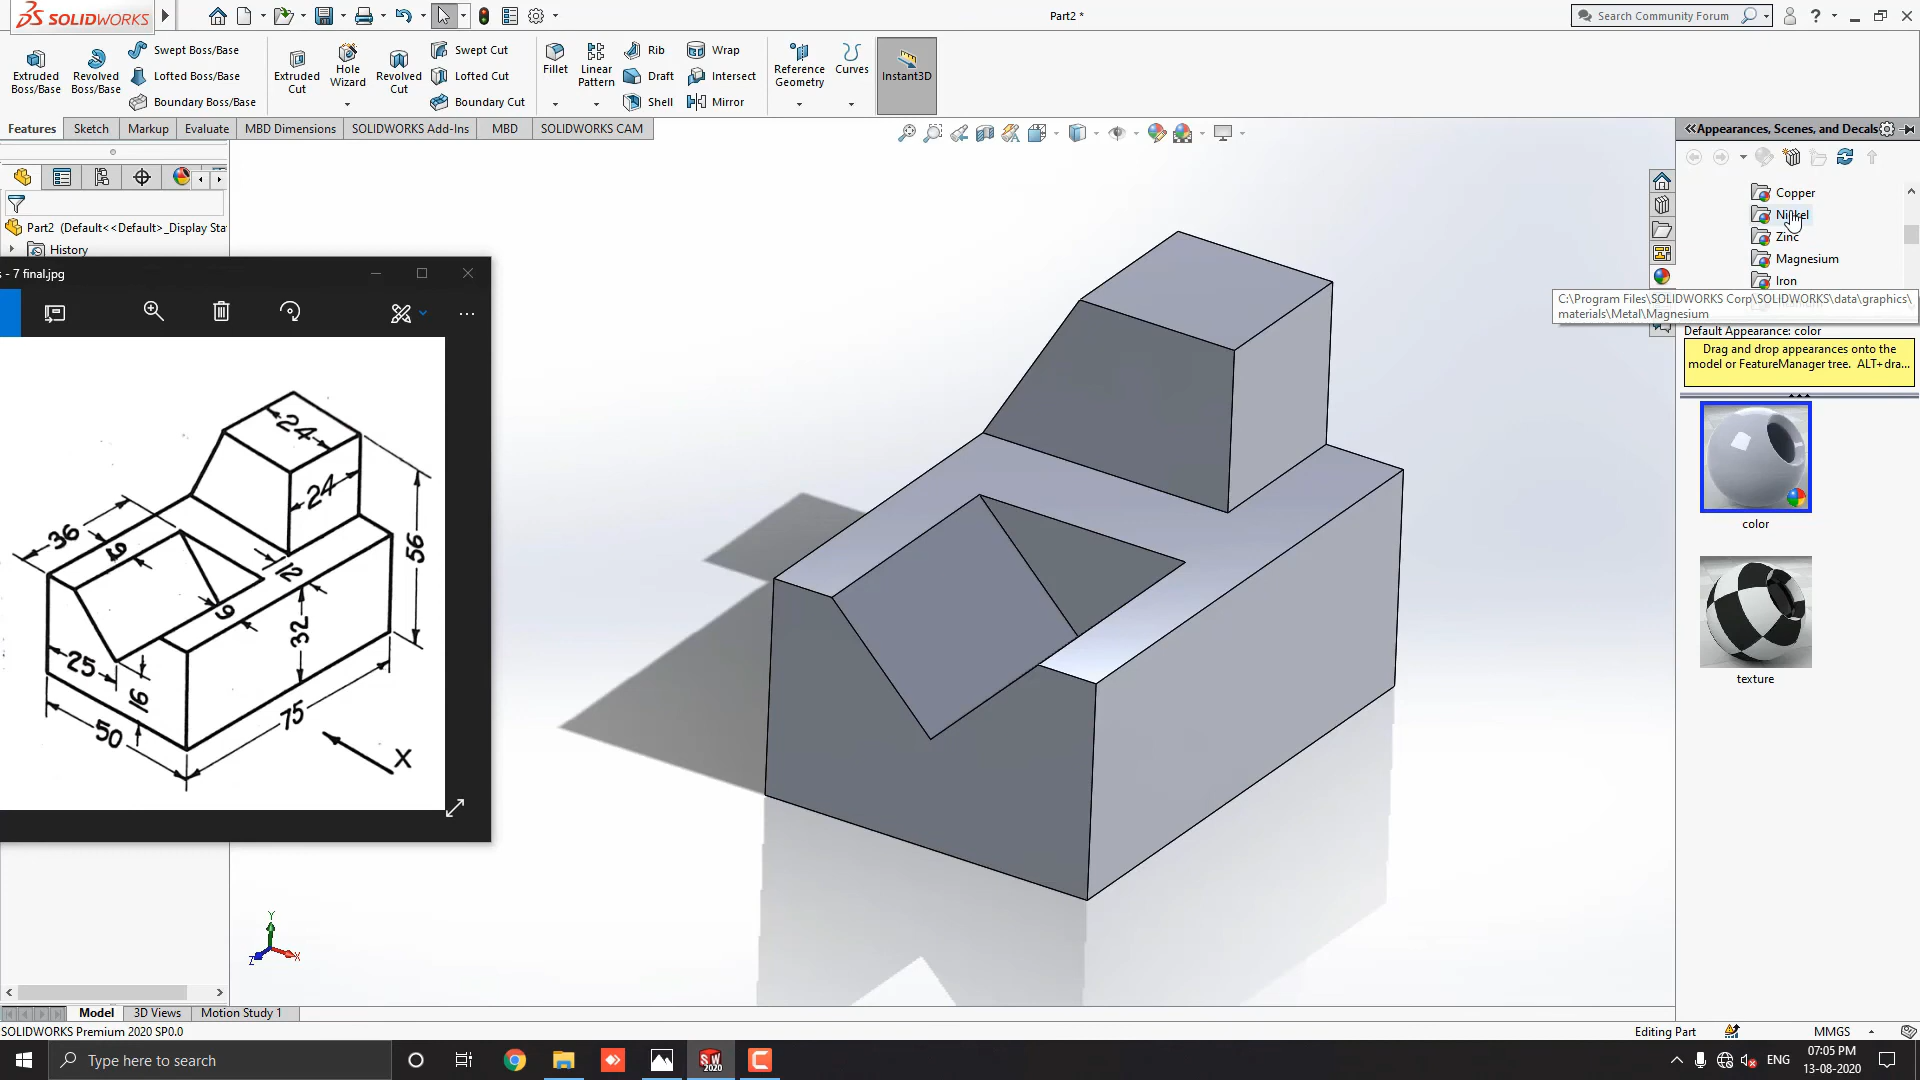 SOLIDWORKS
Part2 *
Search Community Forum
Extruded Boss/Base
Revolved Boss/Base
Swept Boss/Base
Lofted Boss/Base
Boundary Boss/Base
Extruded Cut
Hole Wizard
Revolved Cut
Swept Cut
Lofted Cut
Boundary Cut
Fillet
Linear Pattern
Rib
Draft
Shell
Wrap
Intersect
Mirror
Reference Geometry
Curves
Instant3D
Features
Sketch
Markup
Evaluate
MBD Dimensions
SOLIDWORKS Add-Ins
MBD
SOLIDWORKS CAM
Part2 (Default<<Default>_Display Sta
History
s - 7 final.jpg
24
24
36
56
12
9
32
25
16
50
75
X
Appearances, Scenes, and Decals
Copper
Nickel
Zinc
Magnesium
Iron
C:\Program Files\SOLIDWORKS Corp\SOLIDWORKS\data\graphics\
materials\Metal\Magnesium
Default Appearance: color
Drag and drop appearances onto the
model or FeatureManager tree. ALT+dra...
color
texture
Y
X
Z
Model
3D Views
Motion Study 1
SOLIDWORKS Premium 2020 SP0.0
Editing Part
MMGS
Type here to search
SW
2020
ENG
07:05 PM
13-08-2020